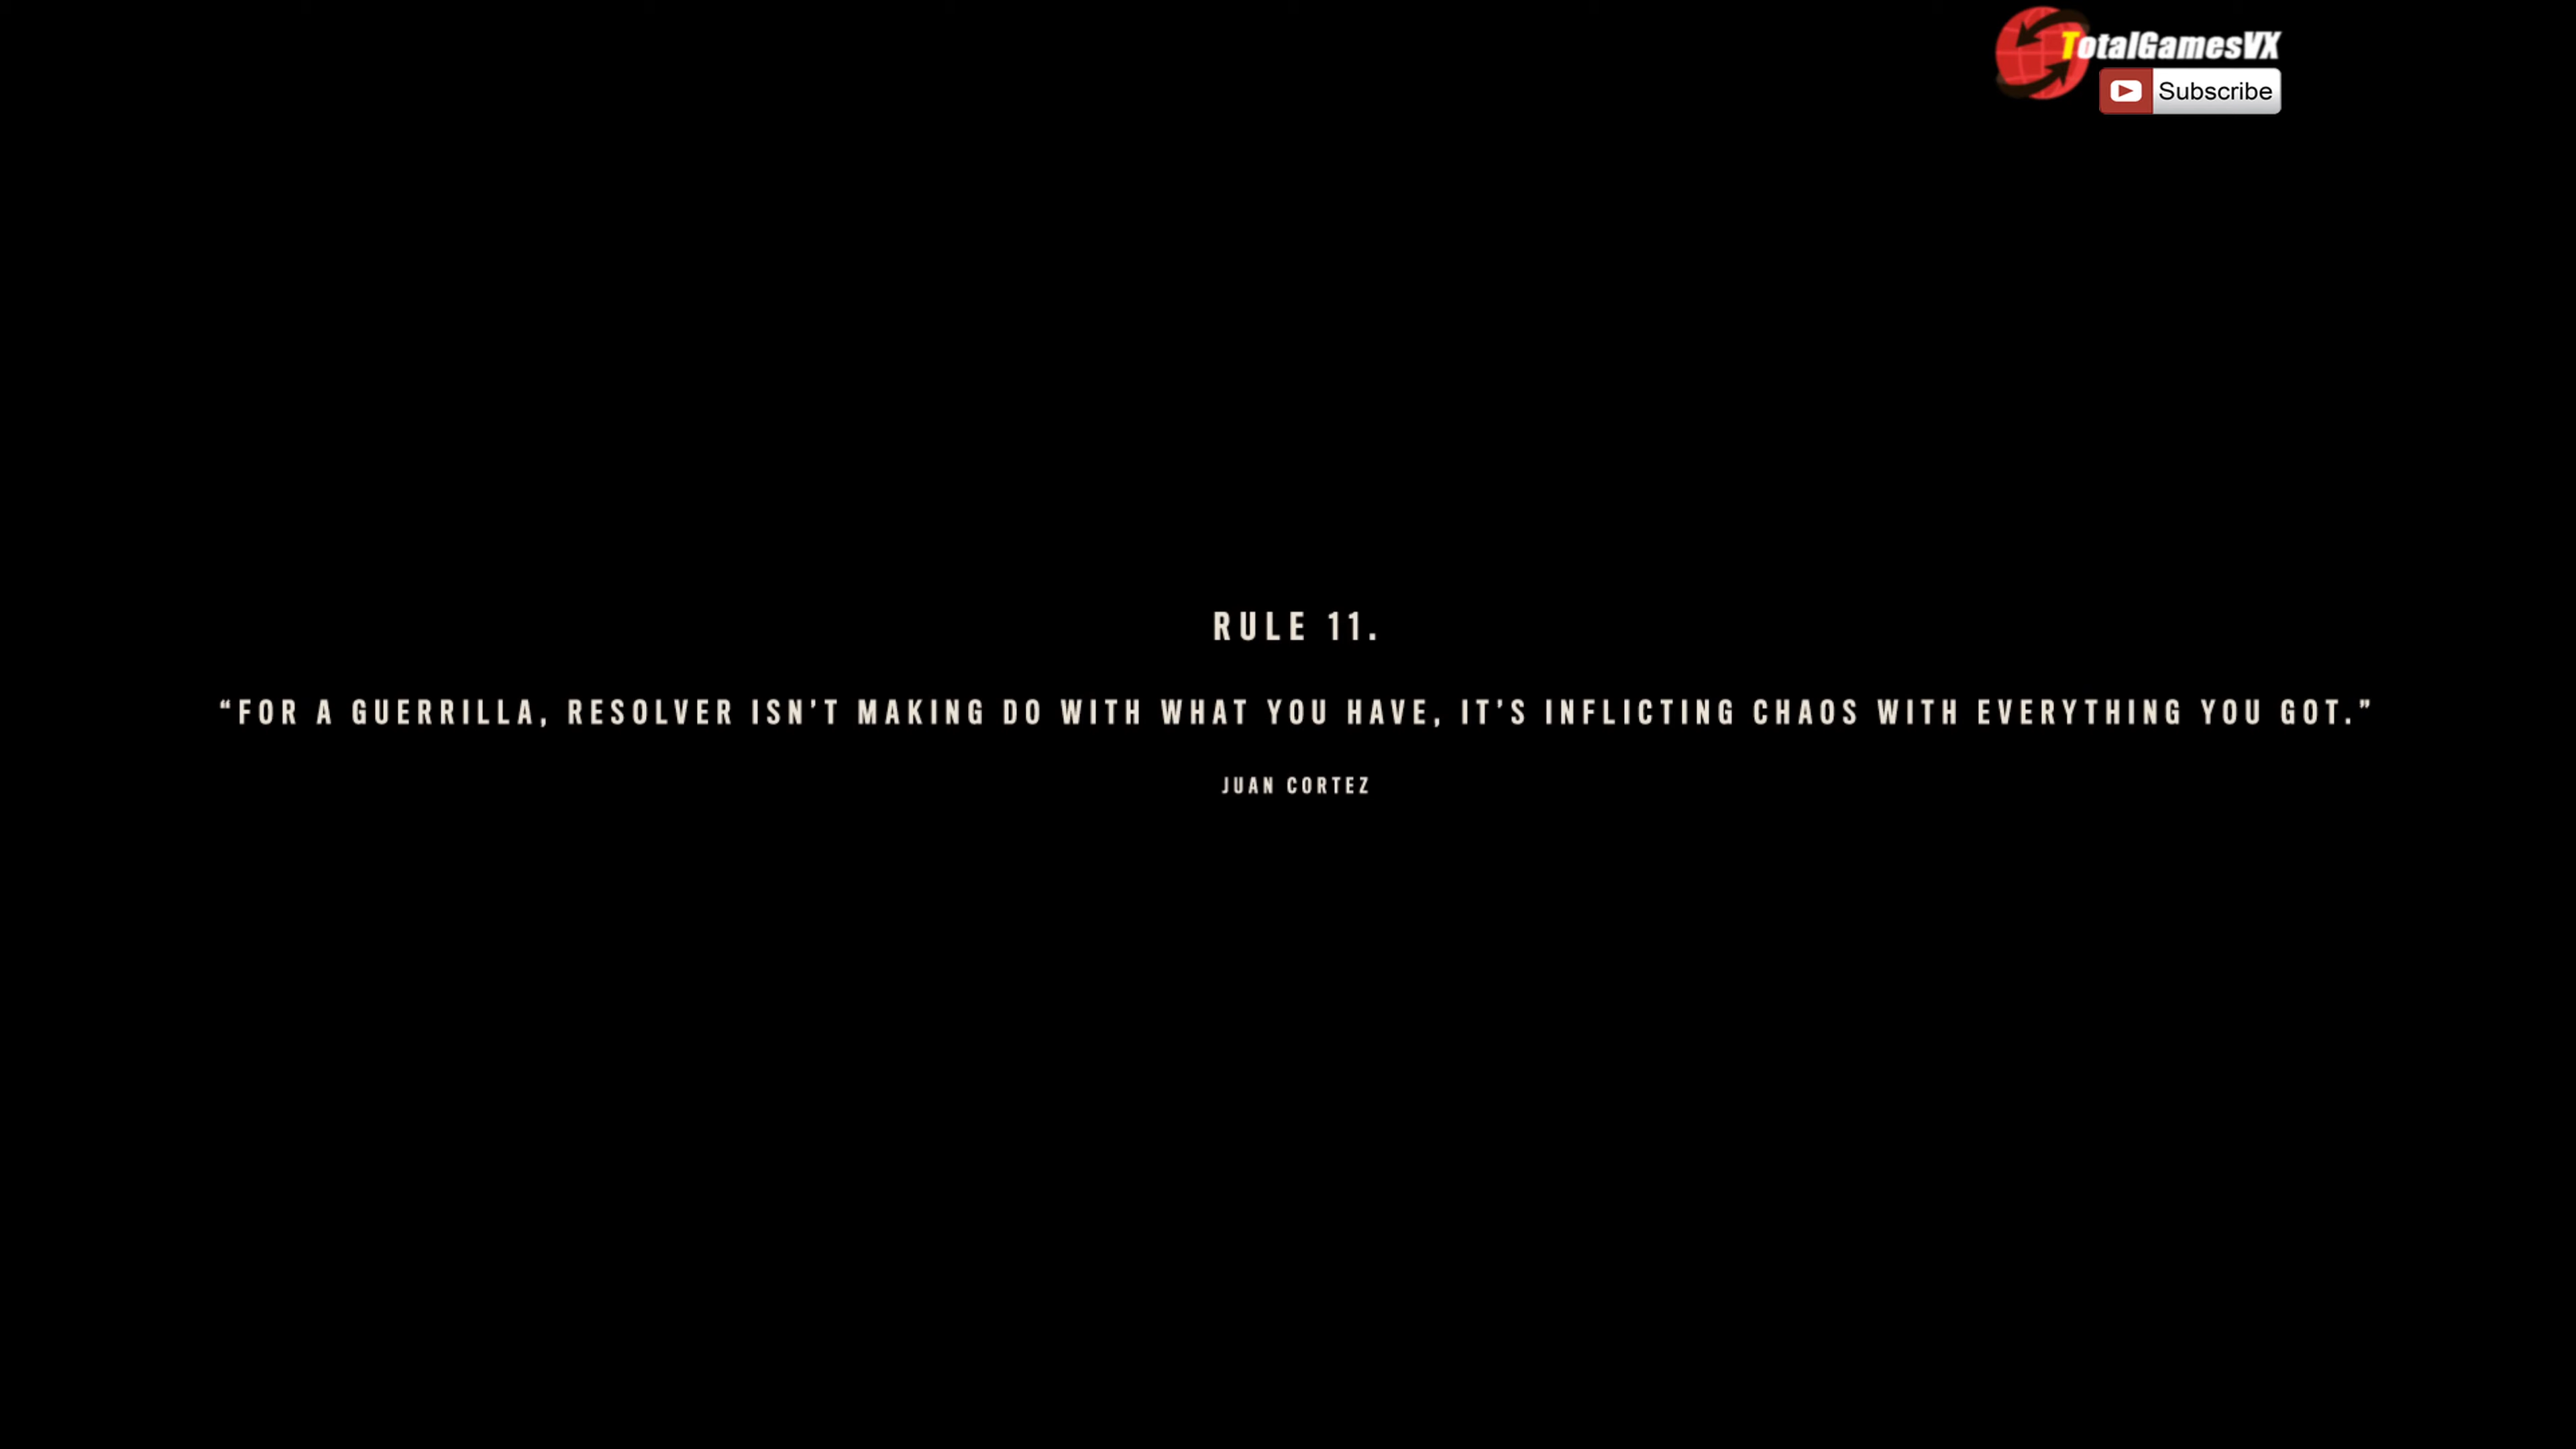 TotalGamesVX
Subscribe
RULE 11.
“FOR A GUERRILLA, RESOLVER ISN’T MAKING DO WITH WHAT YOU HAVE, IT’S INFLICTING CHAOS WITH EVERYTHING YOU GOT.”
JUAN CORTEZ